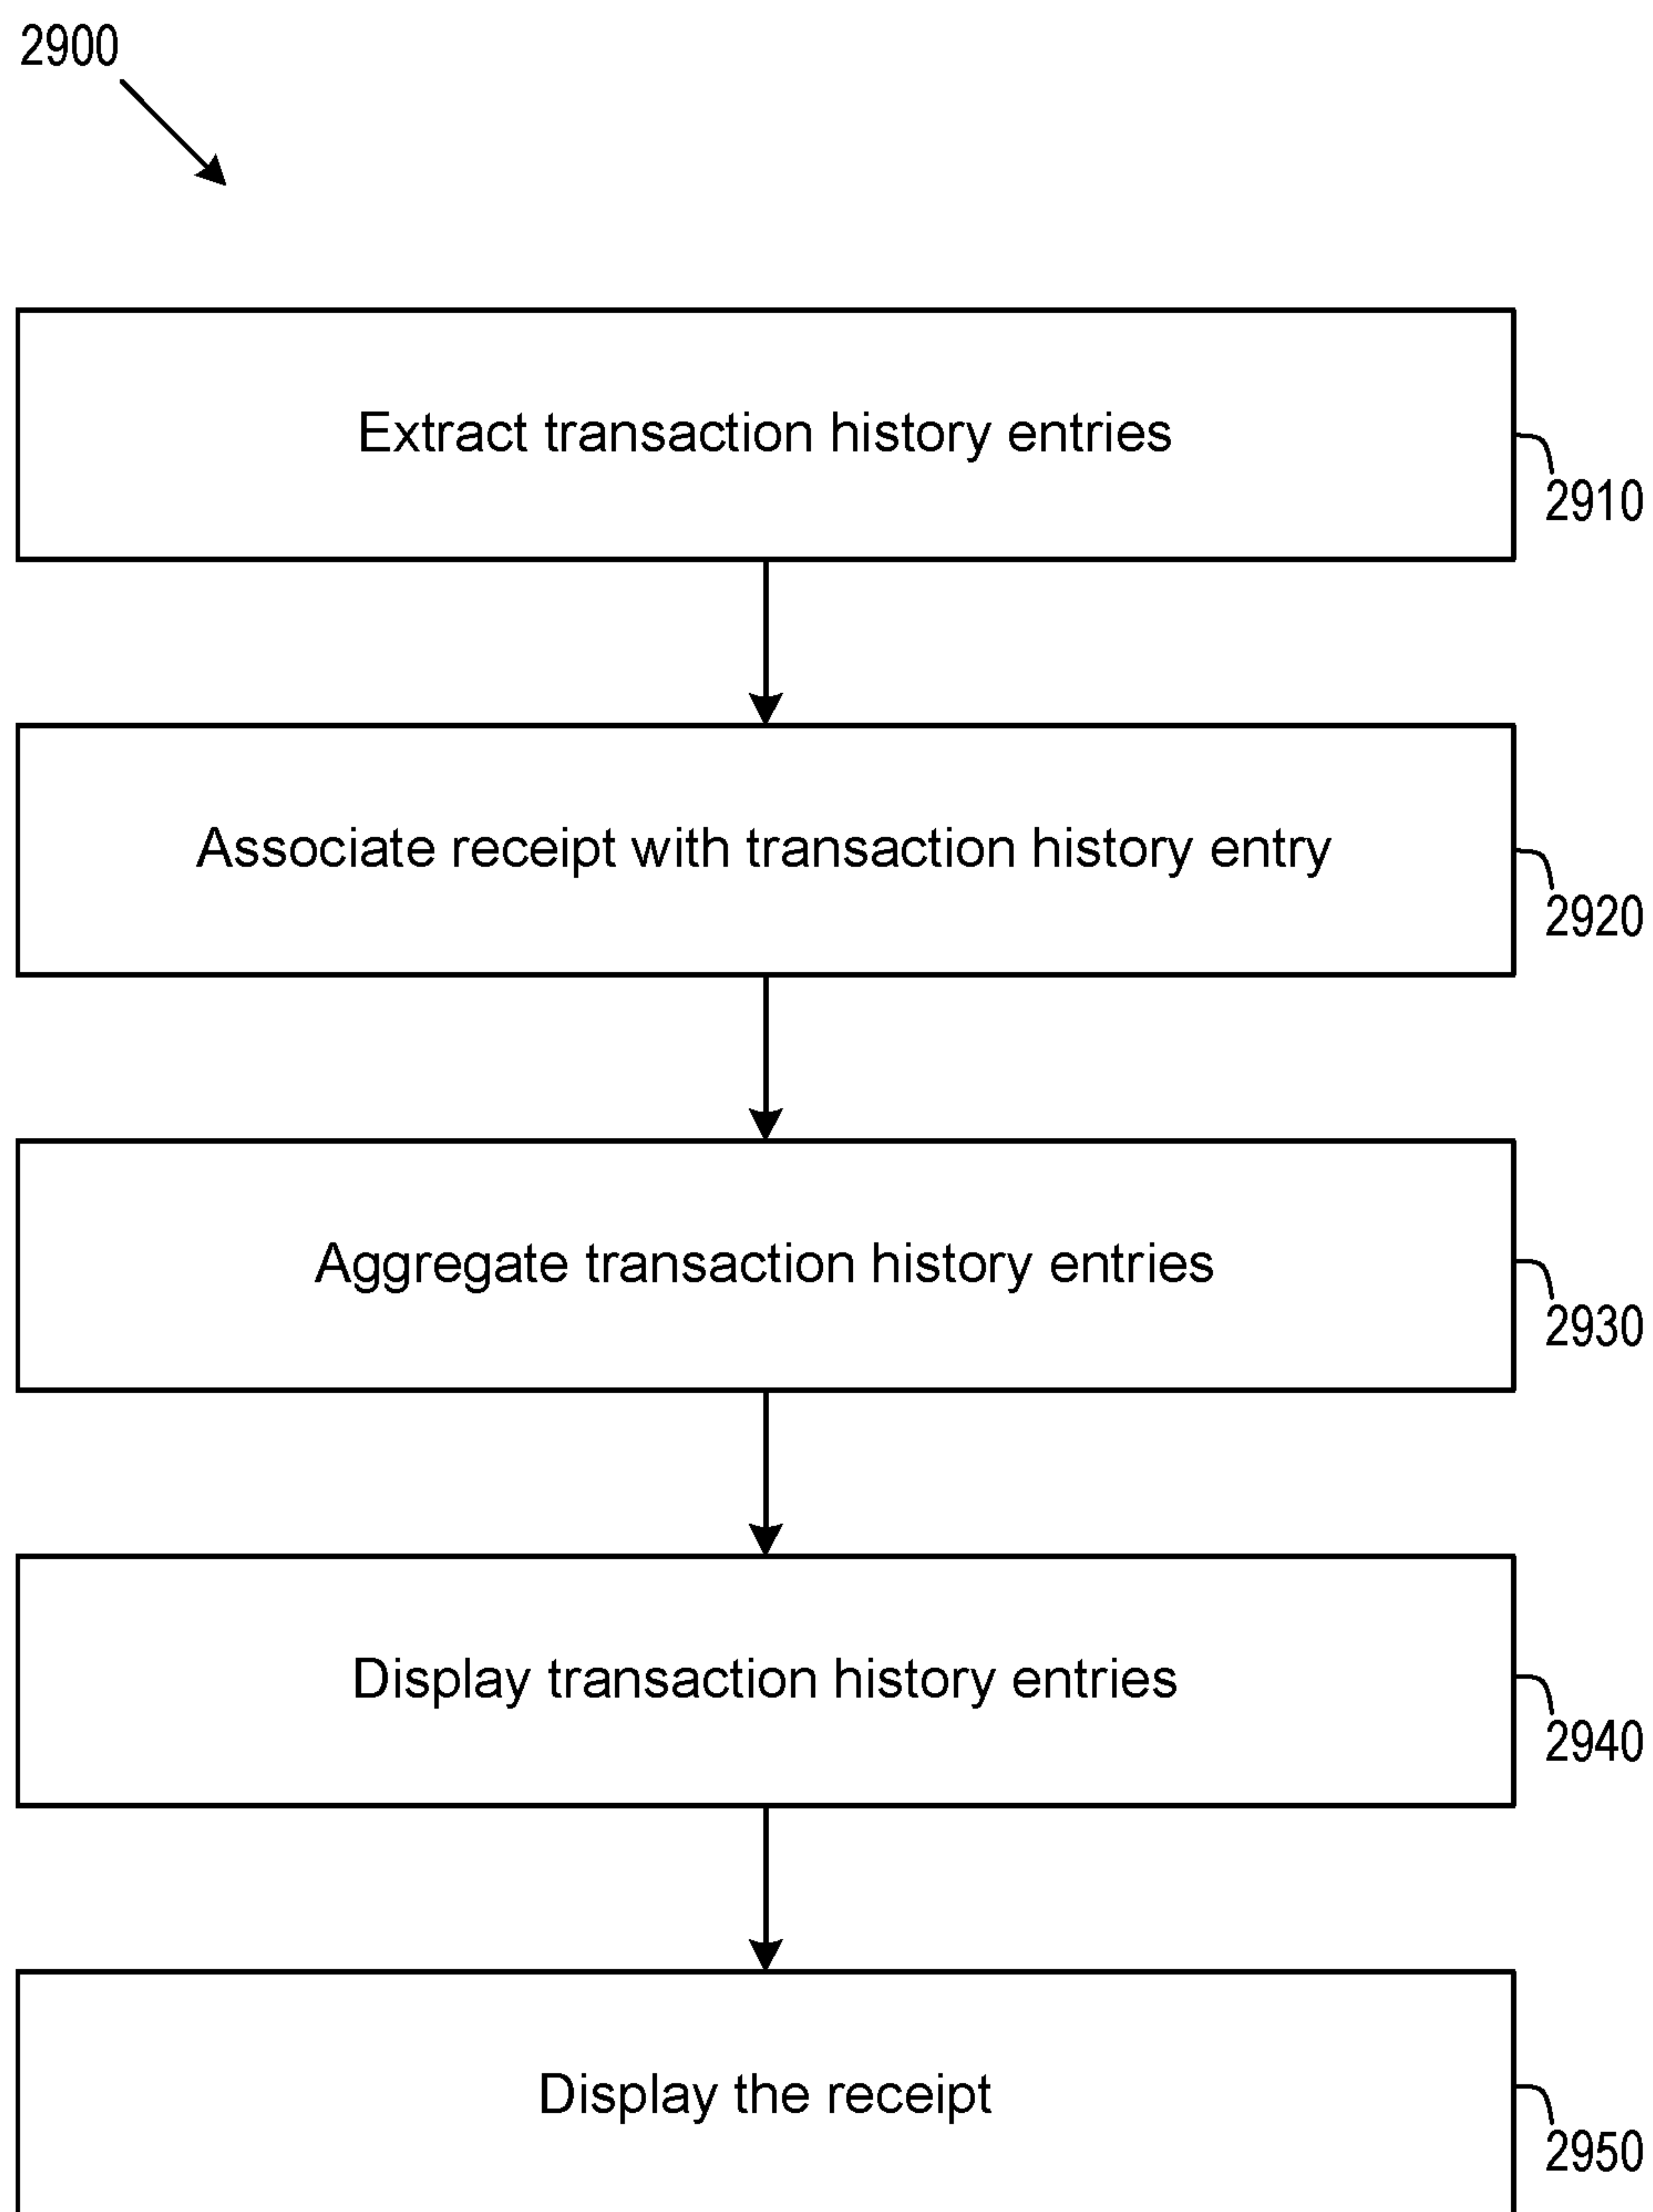 2900
Extract transaction history entries
2910
Associate receipt with transaction history entry
2920
Aggregate transaction history entries
2930
Display transaction history entries
2940
Display the receipt
2950